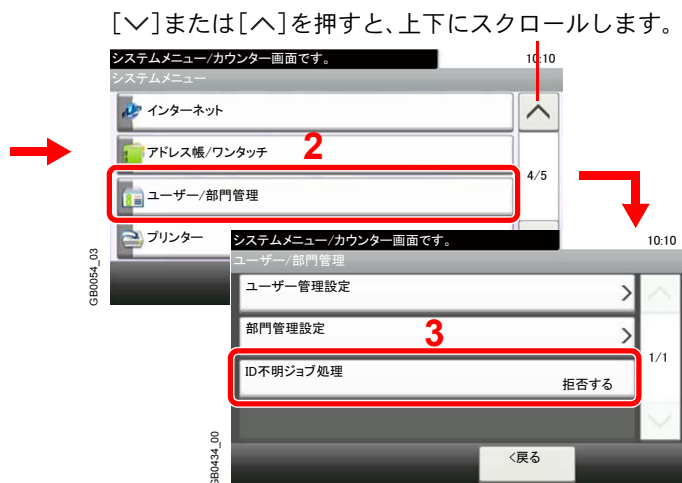 [∨]または[∧]を押すと、上下にスクロールします。
システムメニュー/カウンター画面です。
10:10
システムメニュー
インターネット
アドレス帳/ワンタッチ
2
4/5
ユーザー/部門管理
プリンター
GB0054_03
システムメニュー/カウンター画面です。
10:10
ユーザー/部門管理
ユーザー管理設定
部門管理設定
3
1/1
ID不明ジョブ処理
拒否する
GB0434_00
<戻る